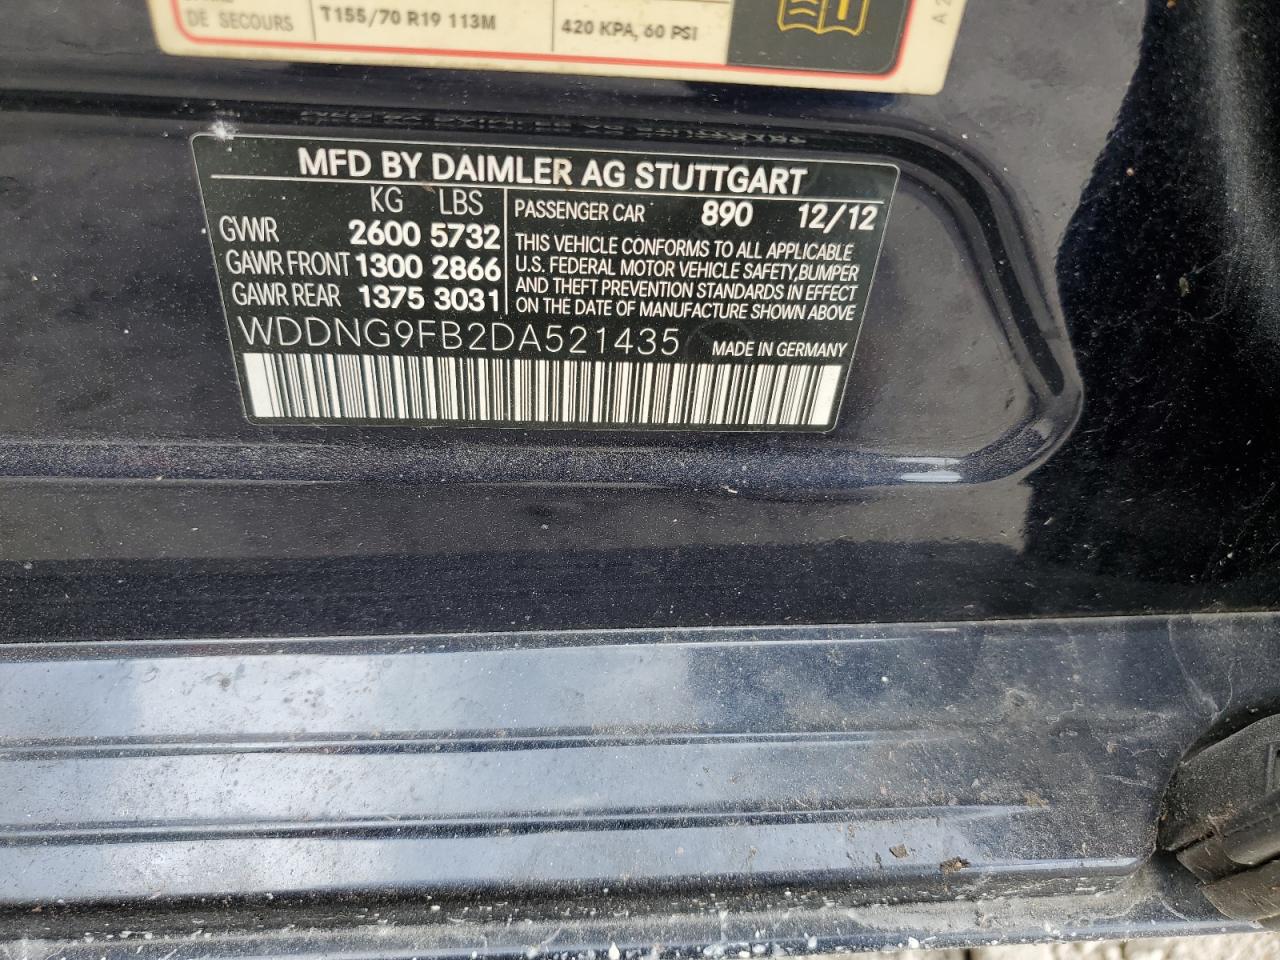 DE SECOURS T155/70 R19 113M 420 KPA, 60 PSI
MFD BY DAIMLER AG STUTTGART
KG LBS
GVWR 2600 5732
GAWR FRONT 1300 2866
GAWR REAR 1375 3031
PASSENGER CAR 890 12/12
THIS VEHICLE CONFORMS TO ALL APPLICABLE
U.S. FEDERAL MOTOR VEHICLE SAFETY,BUMPER
AND THEFT PREVENTION STANDARDS IN EFFECT
ON THE DATE OF MANUFACTURE SHOWN ABOVE
WDDNG9FB2DA521435 MADE IN GERMANY